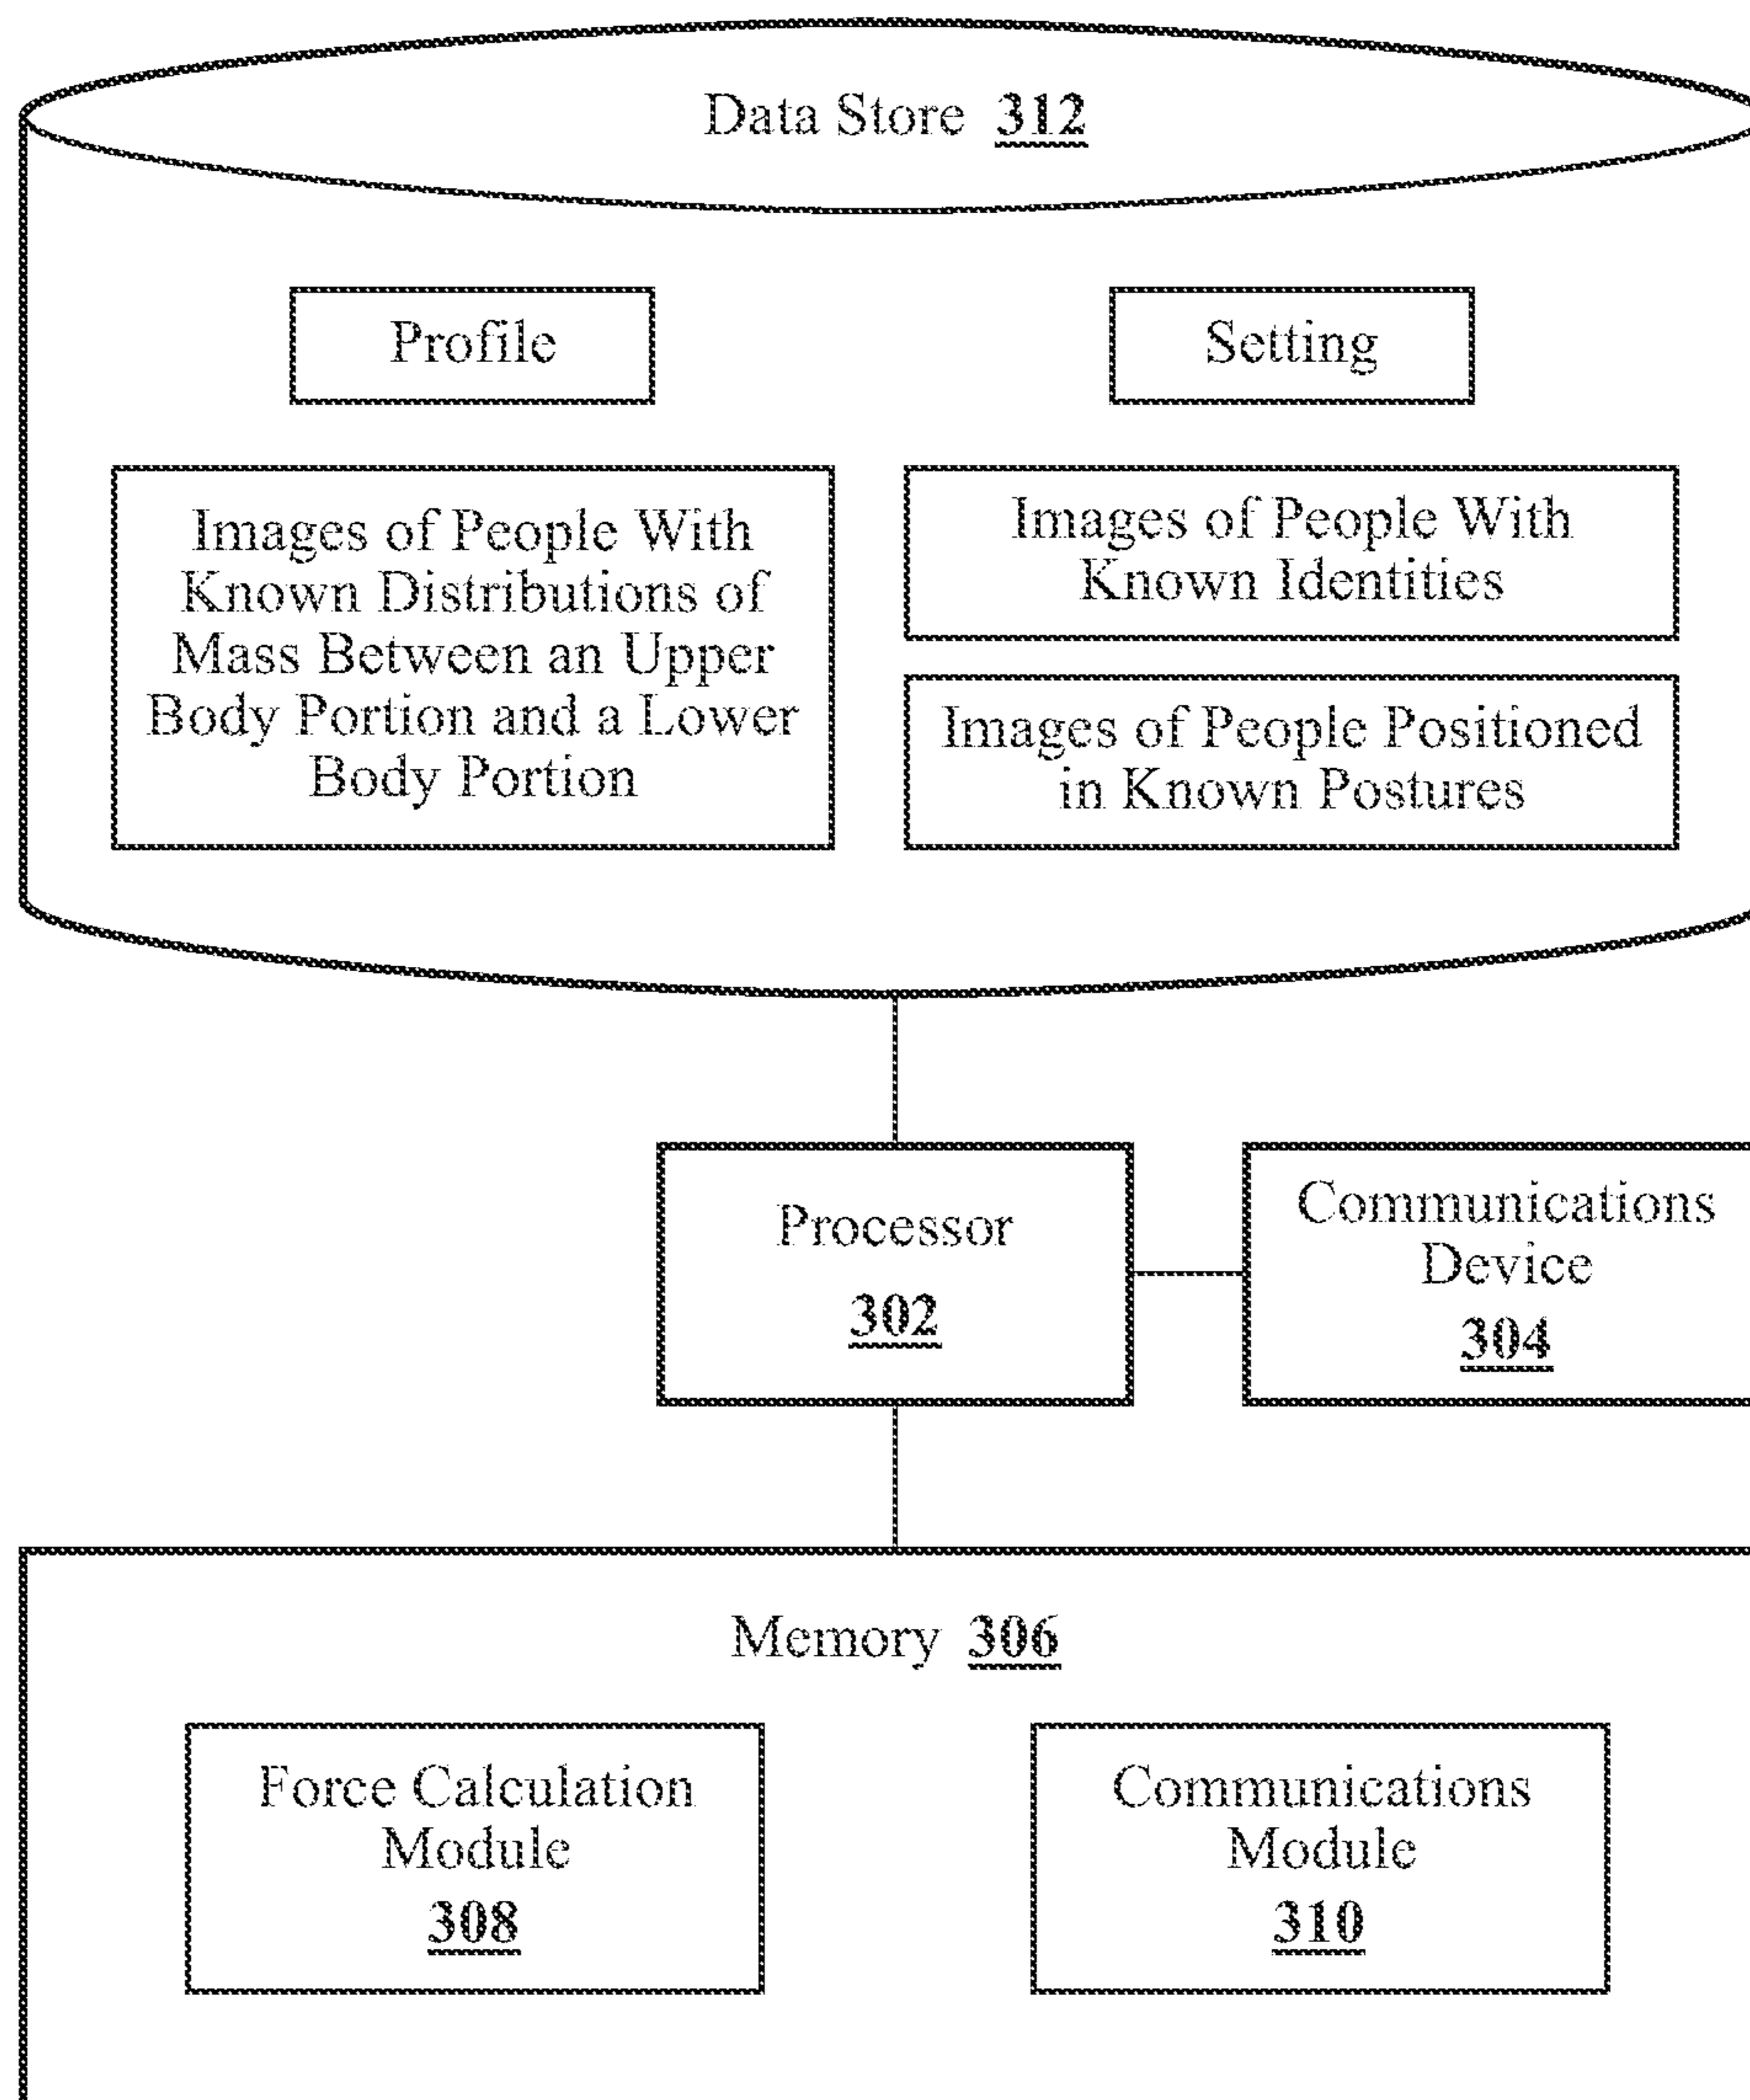 Data Store 312
Profile
Setting
Images of People With
Known Distributions of
Mass Between an Upper
Body Portion and a Lower
Body Portion
Images of People With
Known Identities
Images of People Positioned
in Known Postures
Processor
302
Communications
Device
304
Memory 306
Force Calculation
Module
308
Communications
Module
310